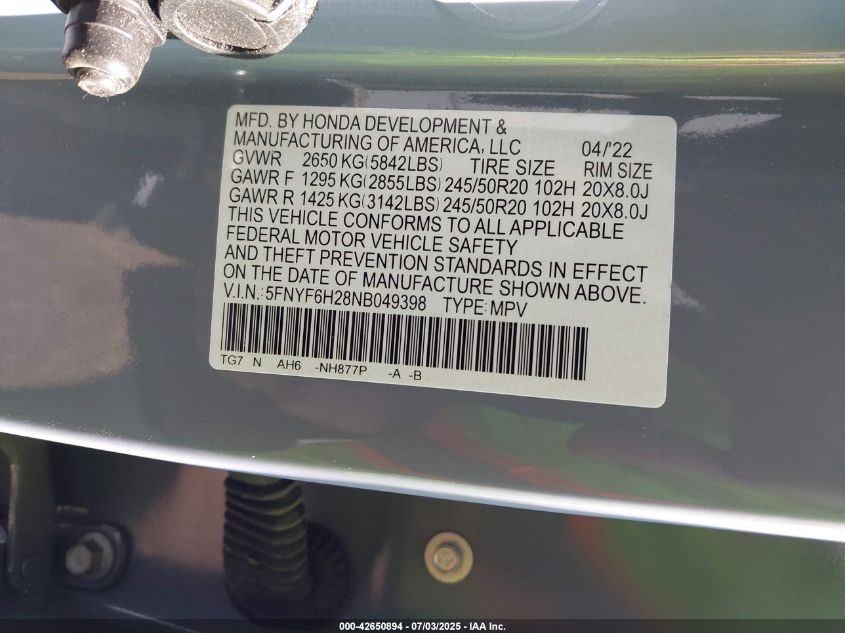 MFD. BY HONDA DEVELOPMENT &
MANUFACTURING OF AMERICA, LLC 04/'22
GVWR 2650 KG(5842LBS) TIRE SIZE RIM SIZE
GAWR F 1295 KG(2855LBS) 245/50R20 102H 20X8.0J
GAWR R 1425 KG(3142LBS) 245/50R20 102H 20X8.0J
THIS VEHICLE CONFORMS TO ALL APPLICABLE
FEDERAL MOTOR VEHICLE SAFETY
AND THEFT PREVENTION STANDARDS IN EFFECT
ON THE DATE OF MANUFACTURE SHOWN ABOVE.
V.I.N.: 5FNYF6H28NB049398 TYPE: MPV
TG7 N AH6 -NH877P -A -B
000-42650894 - 07/03/2025 - IAA Inc.